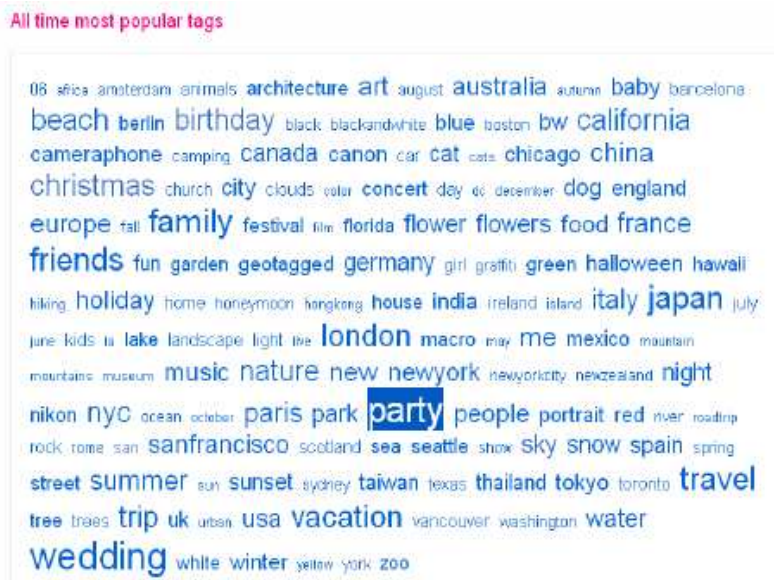 All time most popular tags
06 africa amsterdam animals architecture art august australia autumn baby barcelona
beach berlin birthday black blackandwhite blue boston bw california
cameraphone camping canada canon car cat cats chicago china
christmas church city clouds color concert day dc december dog england
europe fall family festival film florida flower flowers food france
friends fun garden geotagged germany girl graffiti green halloween hawaii
hiking holiday home honeymoon hongkong house india ireland island italy japan july
june kids la lake landscape light live london macro may me mexico mountain
mountains museum music nature new newyork newyorkcity newzealand night
nikon nyc ocean october paris park party people portrait red river roadtrip
rock rome san sanfrancisco scotland sea seattle show sky snow spain spring
street summer sun sunset sydney taiwan texas thailand tokyo toronto travel
tree trees trip uk urban usa vacation vancouver washington water
wedding white winter yellow york zoo